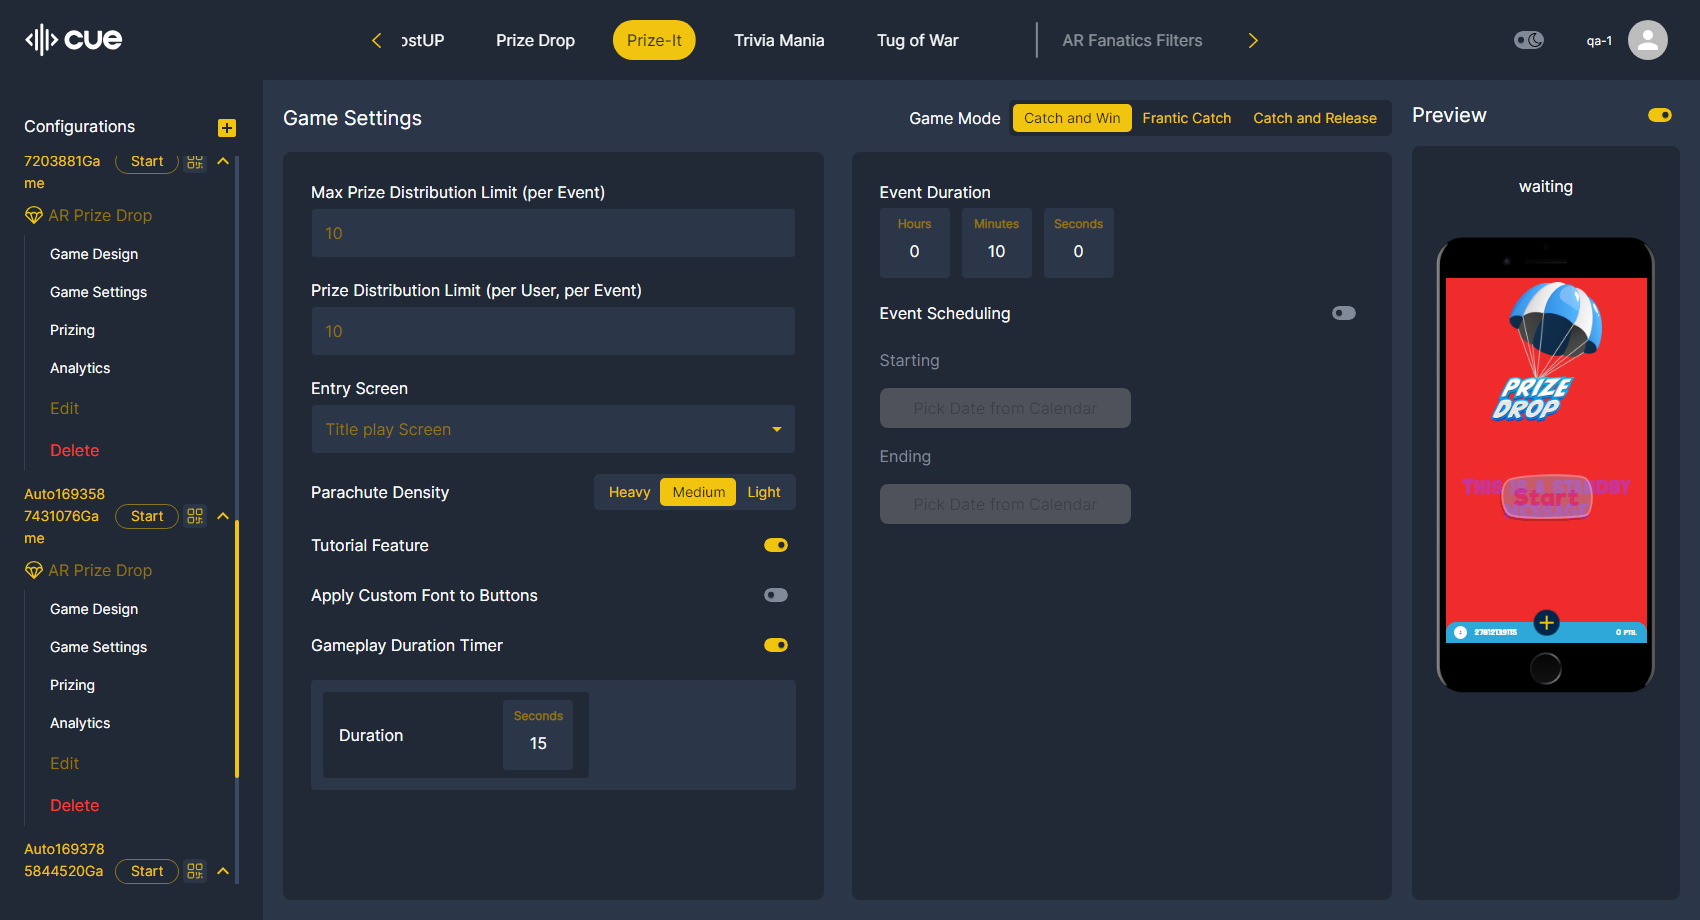 cue
ostUP
Prize Drop
Prize-It
Trivia Mania
Tug of War
AR Fanatics Filters
qa-1
Configurations
7203881Ga
me
Start
AR Prize Drop
Game Design
Game Settings
Prizing
Analytics
Edit
Delete
Auto169358
7431076Ga
me
Start
AR Prize Drop
Game Design
Game Settings
Prizing
Analytics
Edit
Delete
Auto169378
5844520Ga
Start
Game Settings
Game Mode
Catch and Win
Frantic Catch
Catch and Release
Max Prize Distribution Limit (per Event)
10
Prize Distribution Limit (per User, per Event)
10
Entry Screen
Title play Screen
Parachute Density
Heavy
Medium
Light
Tutorial Feature
Apply Custom Font to Buttons
Gameplay Duration Timer
Duration
Seconds
15
Event Duration
Hours
0
Minutes
10
Seconds
0
Event Scheduling
Starting
Pick Date from Calendar
Ending
Pick Date from Calendar
Preview
waiting
PRIZE
DROP
THIS IS A STANDBY
MESSAGE
Start
27812139115
0 PTS.